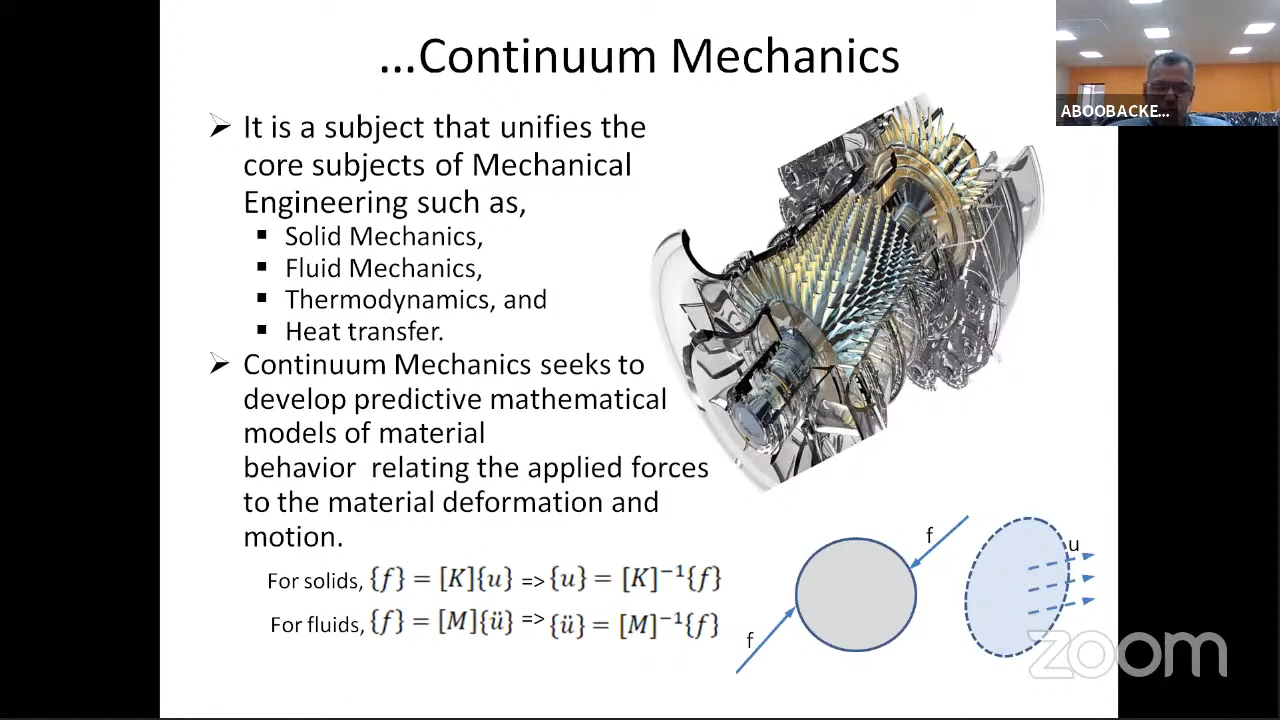 ...Continuum Mechanics
ABOOBACKE...
➢ It is a subject that unifies the
core subjects of Mechanical
Engineering such as,
▪ Solid Mechanics,
▪ Fluid Mechanics,
▪ Thermodynamics, and
▪ Heat transfer.
➢ Continuum Mechanics seeks to
develop predictive mathematical
models of material
behavior relating the applied forces
to the material deformation and
motion.
For solids, {f} = [K]{u} => {u} = [K]⁻¹{f}
For fluids, {f} = [M]{ü} => {ü} = [M]⁻¹{f}
f
f
u
zoom